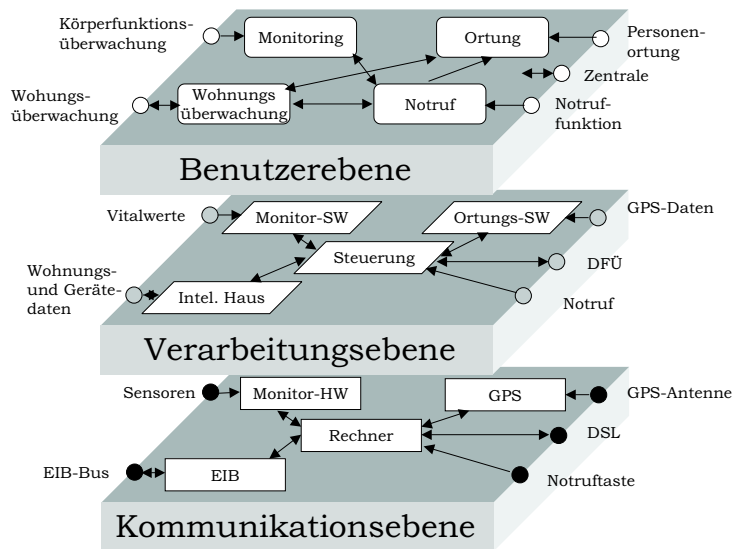 Körperfunktions-
überwachung
Monitoring
Ortung
Personen-
ortung
Zentrale
Wohungs-
überwachung
Wohnungs
überwachung
Notruf
Notruf-
funktion
Benutzerebene
Vitalwerte
Monitor-SW
Ortungs-SW
GPS-Daten
Steuerung
DFÜ
Wohnungs-
und Geräte-
daten
Intel. Haus
Notruf
Verarbeitungsebene
Sensoren
Monitor-HW
GPS
GPS-Antenne
Rechner
DSL
EIB-Bus
EIB
Notruftaste
Kommunikationsebene